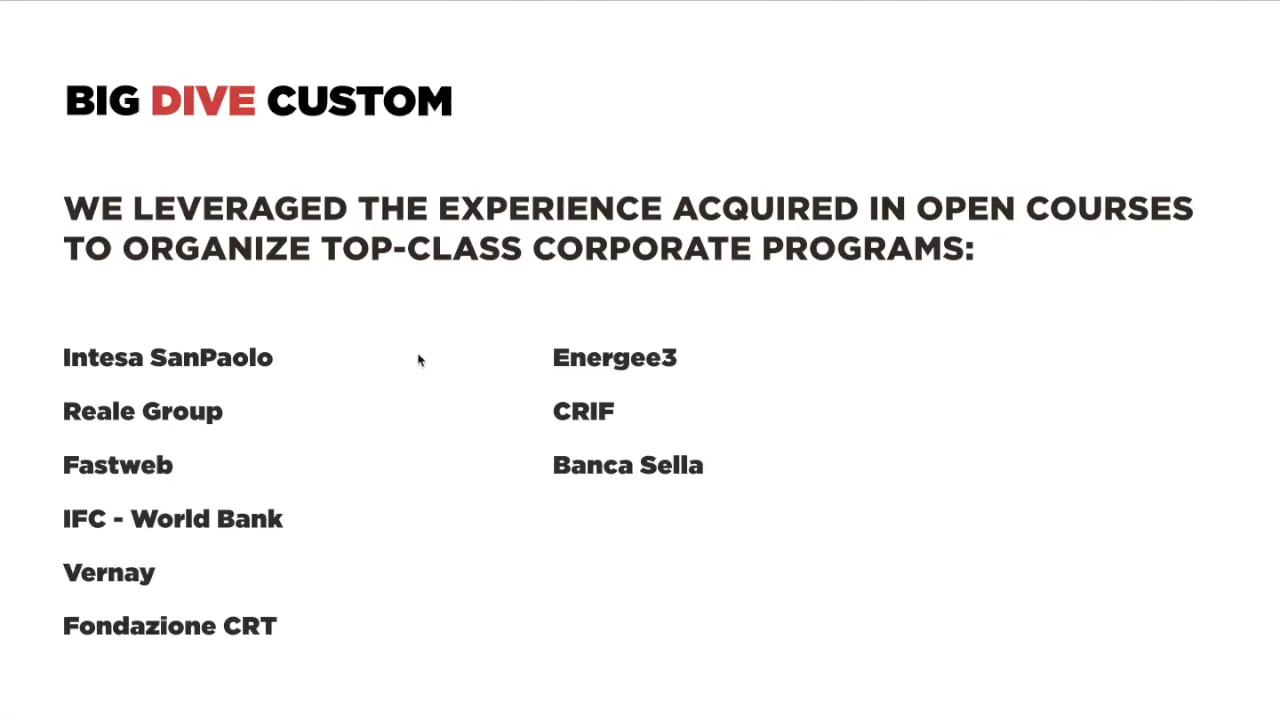 BIG DIVE CUSTOM
WE LEVERAGED THE EXPERIENCE ACQUIRED IN OPEN COURSES
TO ORGANIZE TOP-CLASS CORPORATE PROGRAMS:
Intesa SanPaolo
Reale Group
Fastweb
IFC - World Bank
Vernay
Fondazione CRT
Energee3
CRIF
Banca Sella